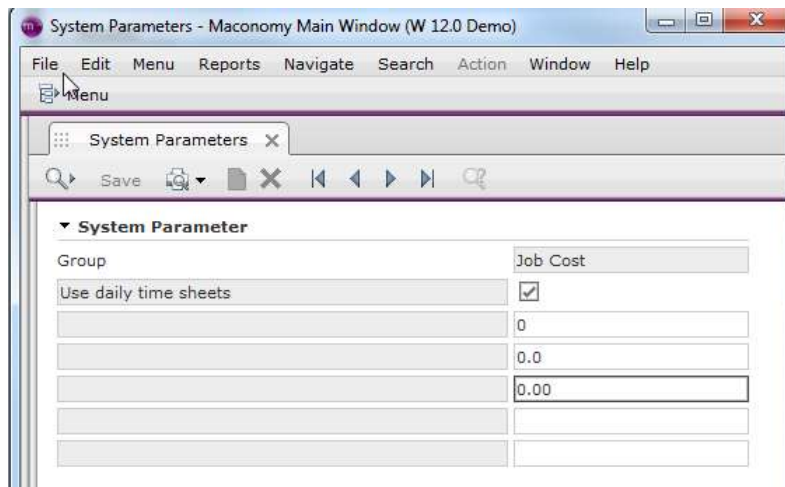 System Parameters - Maconomy Main Window (W 12.0 Demo)
File Edit Menu Reports Navigate Search Action Window Help
Menu
System Parameters
Save
System Parameter
Group Job Cost
Use daily time sheets
0
0.0
0.00